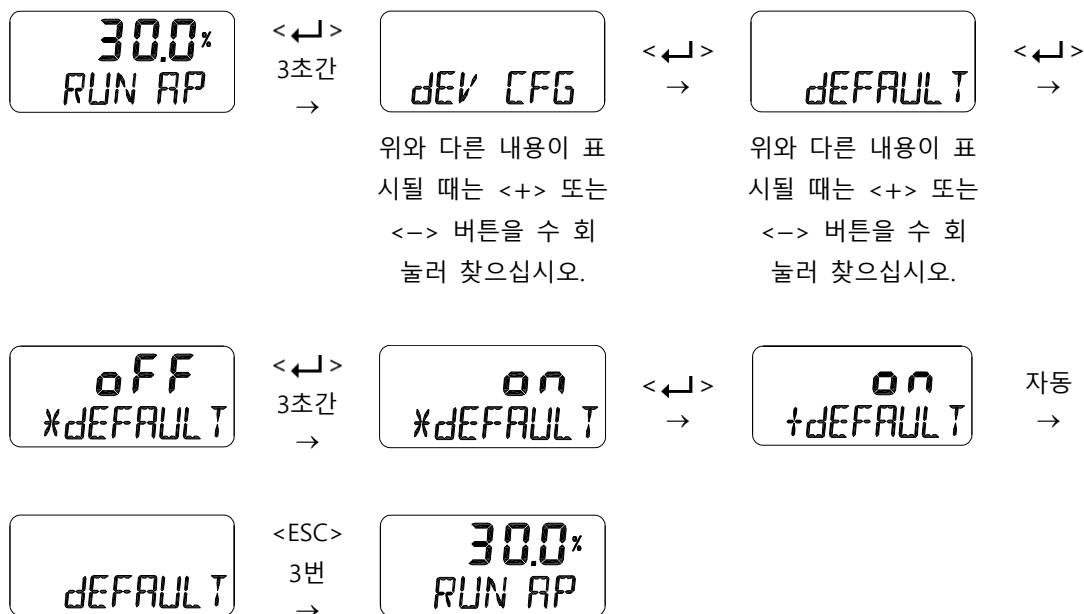 30.0%
RUN AP
<↵>
3초간
→
dEV CFG
<↵>
→
dEFAULT
<↵>
→
위와 다른 내용이 표
시될 때는 <+> 또는
<–> 버튼을 수 회
눌러 찾으십시오.
위와 다른 내용이 표
시될 때는 <+> 또는
<–> 버튼을 수 회
눌러 찾으십시오.
oFF
*dEFAULT
<↵>
3초간
→
on
*dEFAULT
<↵>
→
on
+dEFAULT
자동
→
dEFAULT
<ESC>
3번
→
30.0%
RUN AP